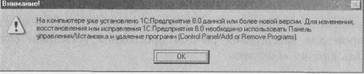 Внимание!
На компьютере уже установлено 1С:Предприятие 8.0 данной или более новой версии. Для изменения,
восстановления или исправления 1С:Предприятия 8.0 необходимо использовать Панель
управления/Установка и удаление программ (Control Panel/Add or Remove Programs).
OK